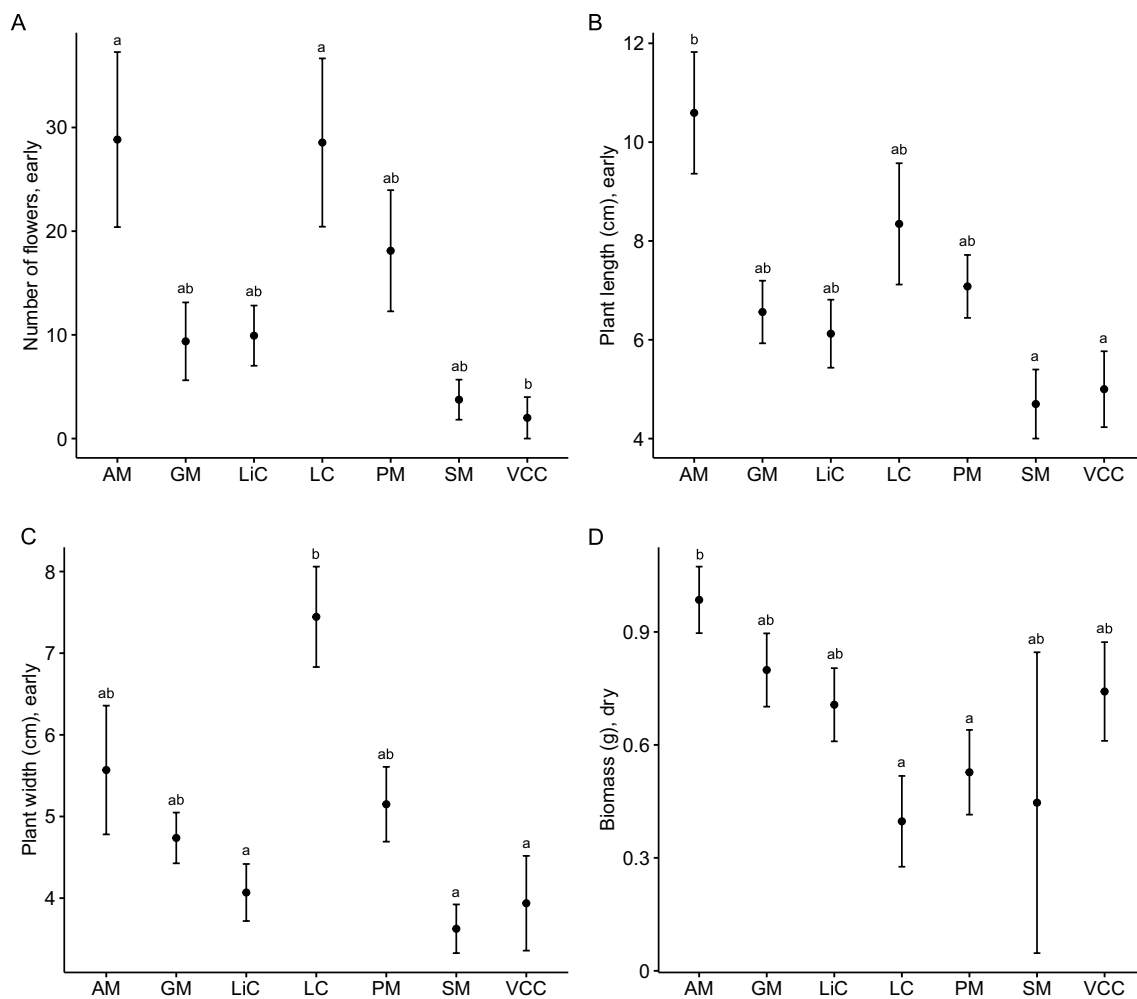 A
Number of flowers, early
30
20
10
0
a
ab
ab
a
ab
ab
b
AM GM LiC LC PM SM VCC
B
Plant length (cm), early
12
10
8
6
4
b
ab
ab
ab
ab
a
a
AM GM LiC LC PM SM VCC
C
Plant width (cm), early
8
7
6
5
4
ab
ab
a
b
ab
a
a
AM GM LiC LC PM SM VCC
D
Biomass (g), dry
0.9
0.6
0.3
0
b
ab
ab
a
a
ab
ab
AM GM LiC LC PM SM VCC